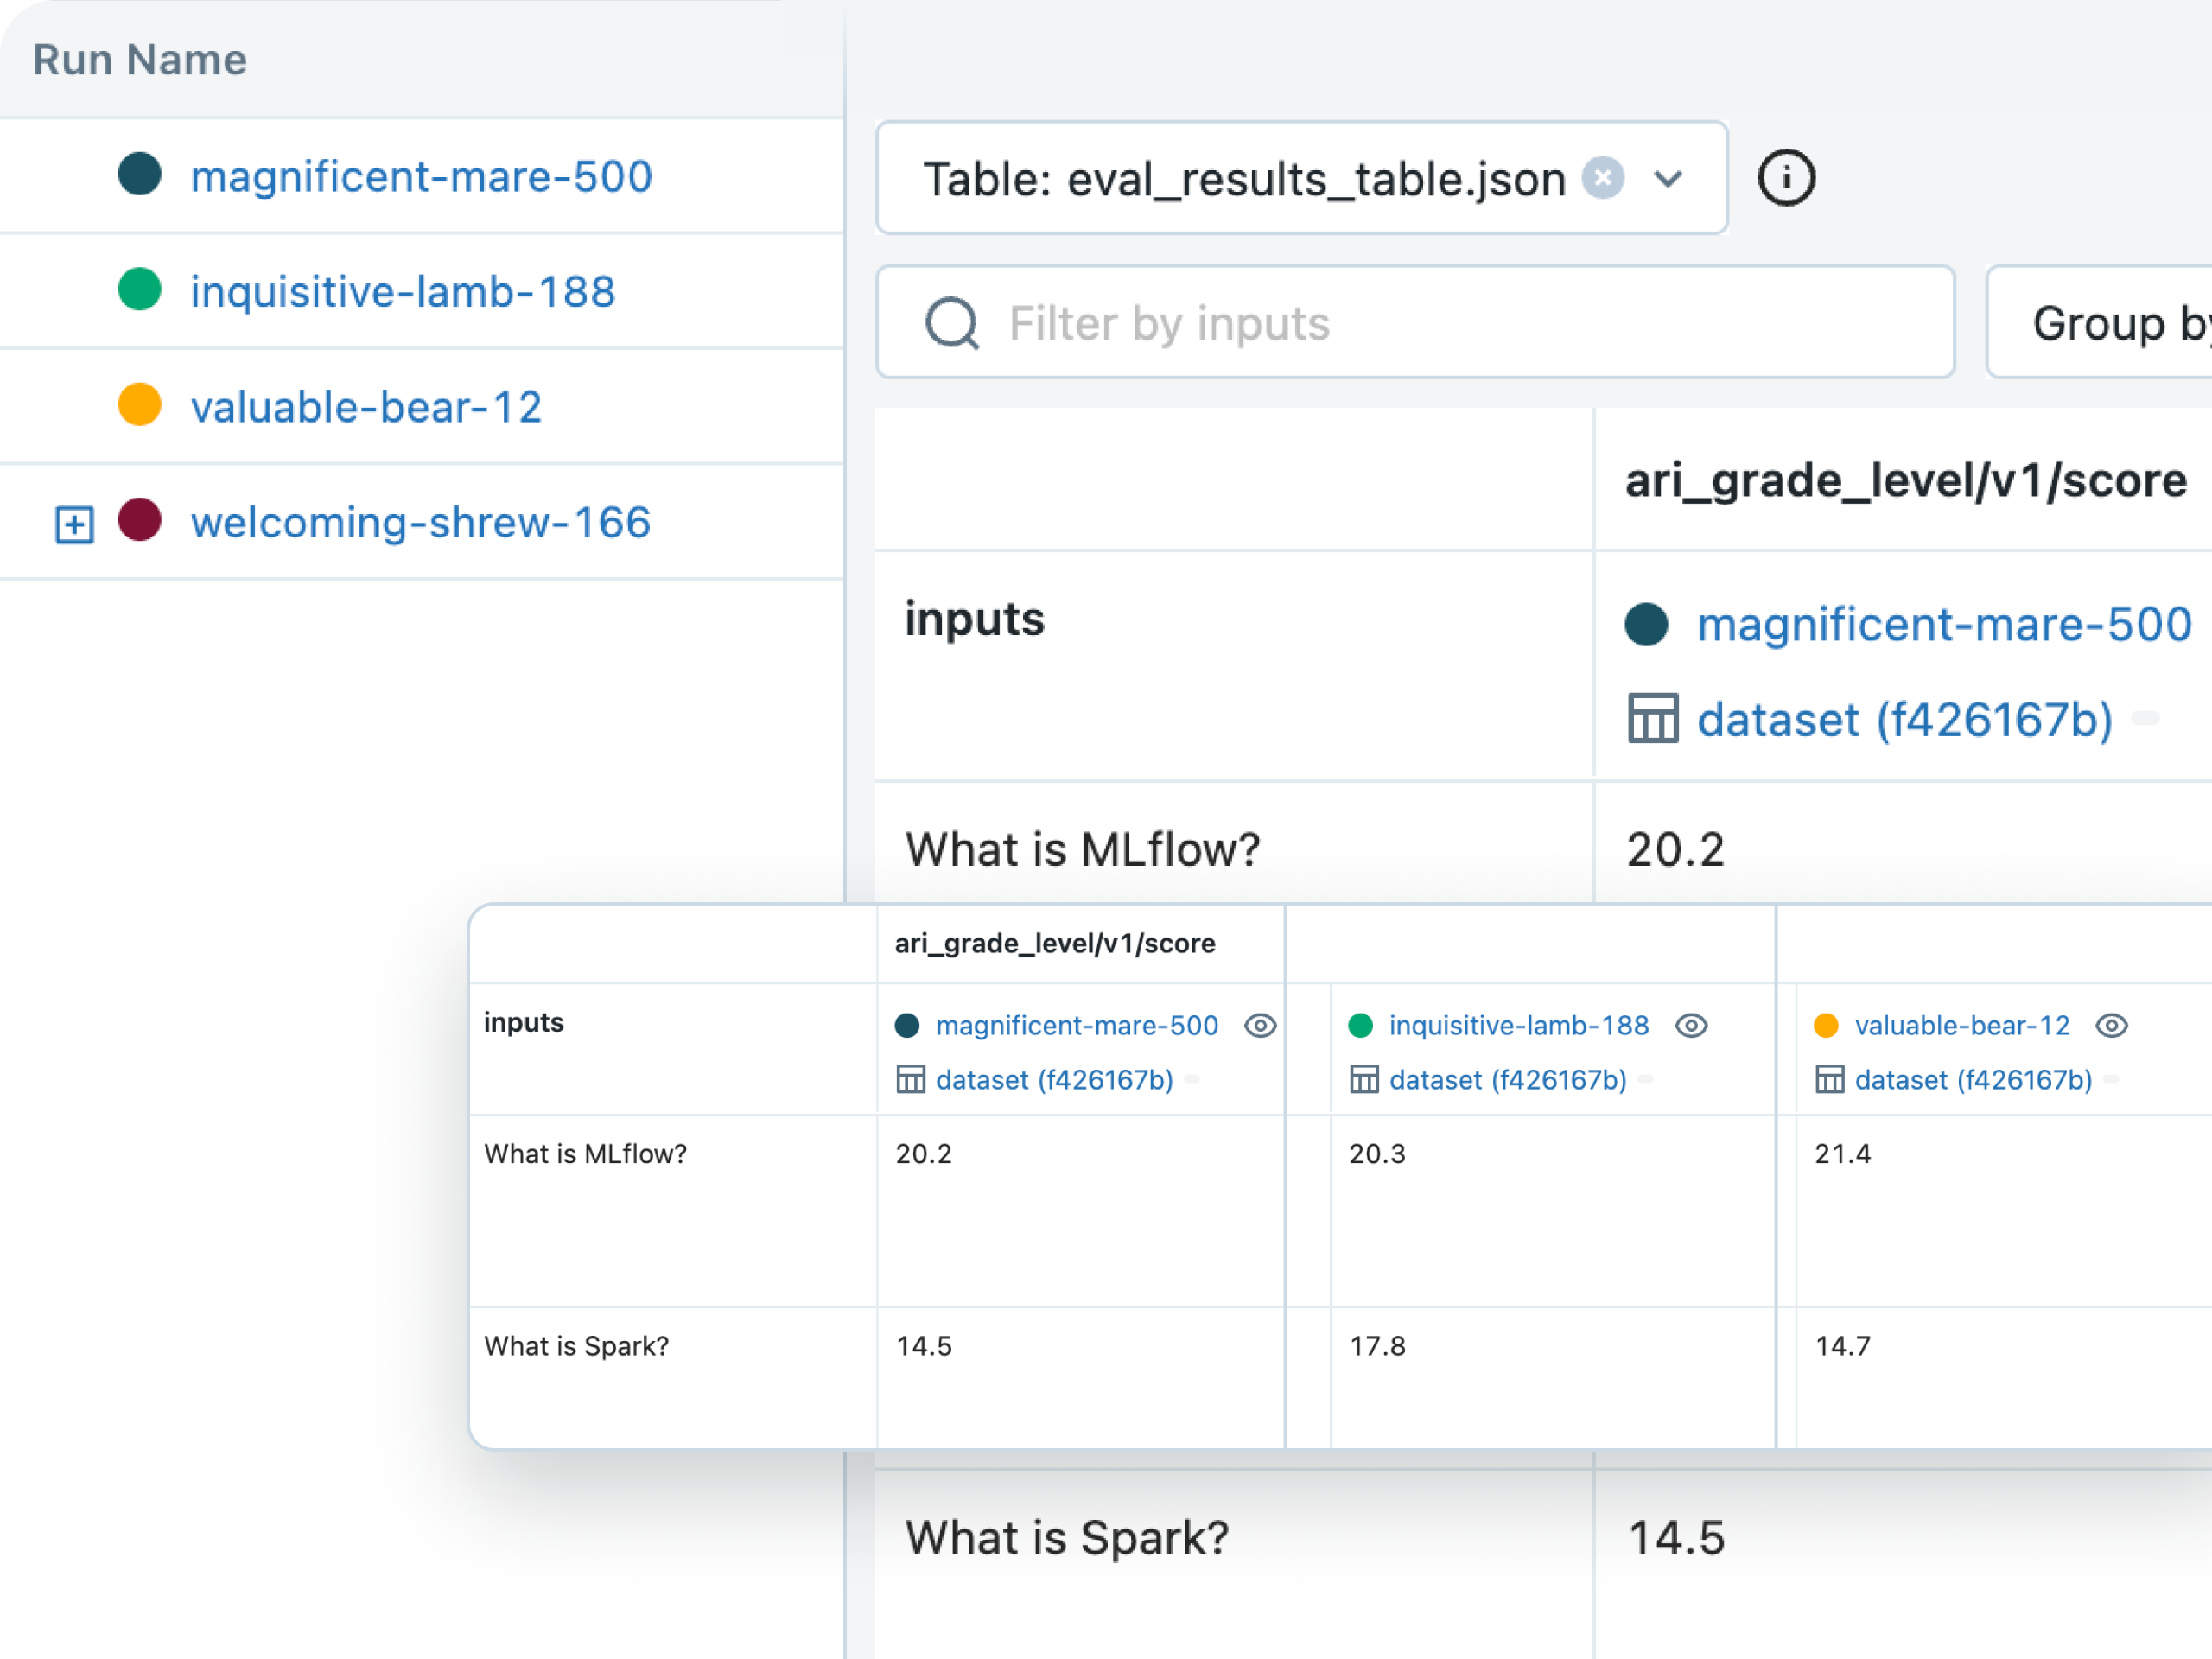 Run Name
magnificent-mare-500
inquisitive-lamb-188
valuable-bear-12
welcoming-shrew-166
Table: eval_results_table.json
Filter by inputs
Group by
ari_grade_level/v1/score
inputs
magnificent-mare-500
dataset (f426167b)
What is MLflow? 20.2
ari_grade_level/v1/score
inputs magnificent-mare-500 inquisitive-lamb-188 valuable-bear-12
dataset (f426167b) dataset (f426167b) dataset (f426167b)
What is MLflow? 20.2 20.3 21.4
What is Spark? 14.5 17.8 14.7
What is Spark? 14.5